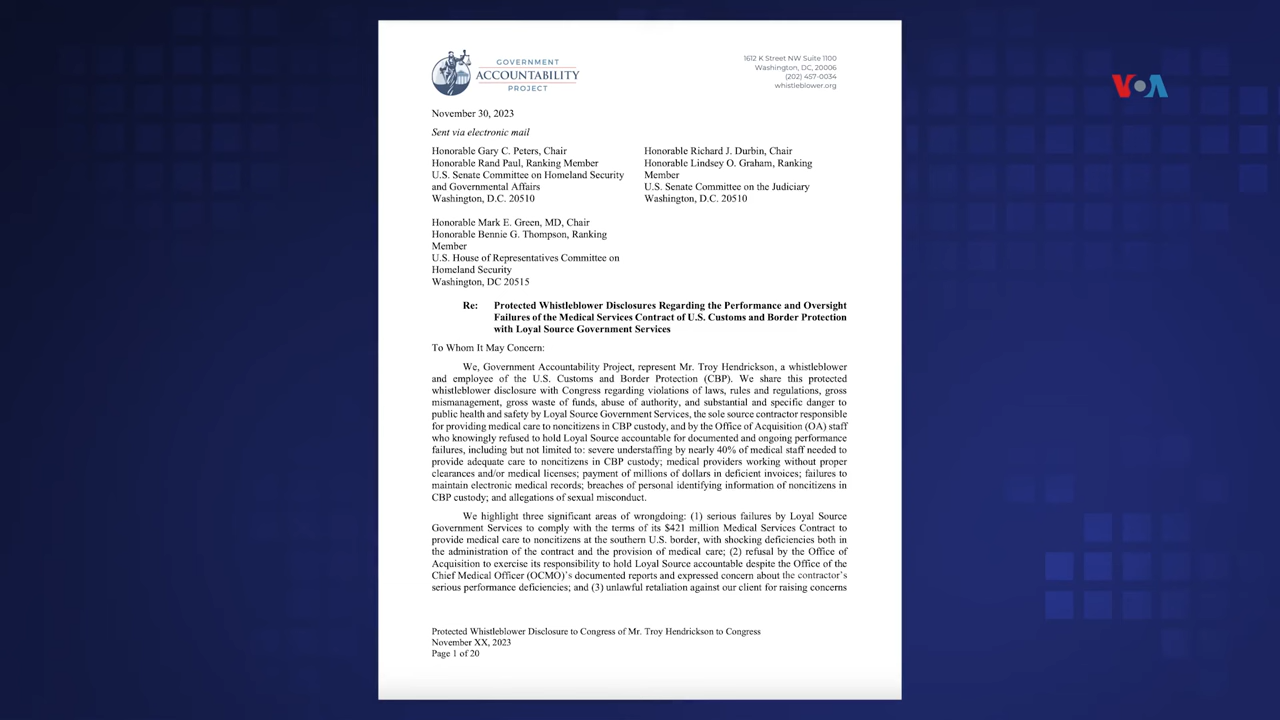 GOVERNMENT
ACCOUNTABILITY
PROJECT
1612 K Street NW Suite 1100
Washington, DC, 20006
(202) 457-0034
whistleblower.org
VOA
November 30, 2023
Sent via electronic mail
Honorable Gary C. Peters, Chair
Honorable Rand Paul, Ranking Member
U.S. Senate Committee on Homeland Security
and Governmental Affairs
Washington, D.C. 20510
Honorable Richard J. Durbin, Chair
Honorable Lindsey O. Graham, Ranking
Member
U.S. Senate Committee on the Judiciary
Washington, D.C. 20510
Honorable Mark E. Green, MD, Chair
Honorable Bennie G. Thompson, Ranking
Member
U.S. House of Representatives Committee on
Homeland Security
Washington, DC 20515
Re: Protected Whistleblower Disclosures Regarding the Performance and Oversight
Failures of the Medical Services Contract of U.S. Customs and Border Protection
with Loyal Source Government Services
To Whom It May Concern:
We, Government Accountability Project, represent Mr. Troy Hendrickson, a whistleblower
and employee of the U.S. Customs and Border Protection (CBP). We share this protected
whistleblower disclosure with Congress regarding violations of laws, rules and regulations, gross
mismanagement, gross waste of funds, abuse of authority, and substantial and specific danger to
public health and safety by Loyal Source Government Services, the sole source contractor responsible
for providing medical care to noncitizens in CBP custody, and by the Office of Acquisition (OA) staff
who knowingly refused to hold Loyal Source accountable for documented and ongoing performance
failures, including but not limited to: severe understaffing by nearly 40% of medical staff needed to
provide adequate care to noncitizens in CBP custody; medical providers working without proper
clearances and/or medical licenses; payment of millions of dollars in deficient invoices; failures to
maintain electronic medical records; breaches of personal identifying information of noncitizens in
CBP custody; and allegations of sexual misconduct.
We highlight three significant areas of wrongdoing: (1) serious failures by Loyal Source
Government Services to comply with the terms of its $421 million Medical Services Contract to
provide medical care to noncitizens at the southern U.S. border, with shocking deficiencies both in
the administration of the contract and the provision of medical care; (2) refusal by the Office of
Acquisition to exercise its responsibility to hold Loyal Source accountable despite the Office of the
Chief Medical Officer (OCMO)'s documented reports and expressed concern about the contractor's
serious performance deficiencies; and (3) unlawful retaliation against our client for raising concerns
Protected Whistleblower Disclosure to Congress of Mr. Troy Hendrickson to Congress
November XX, 2023
Page 1 of 20